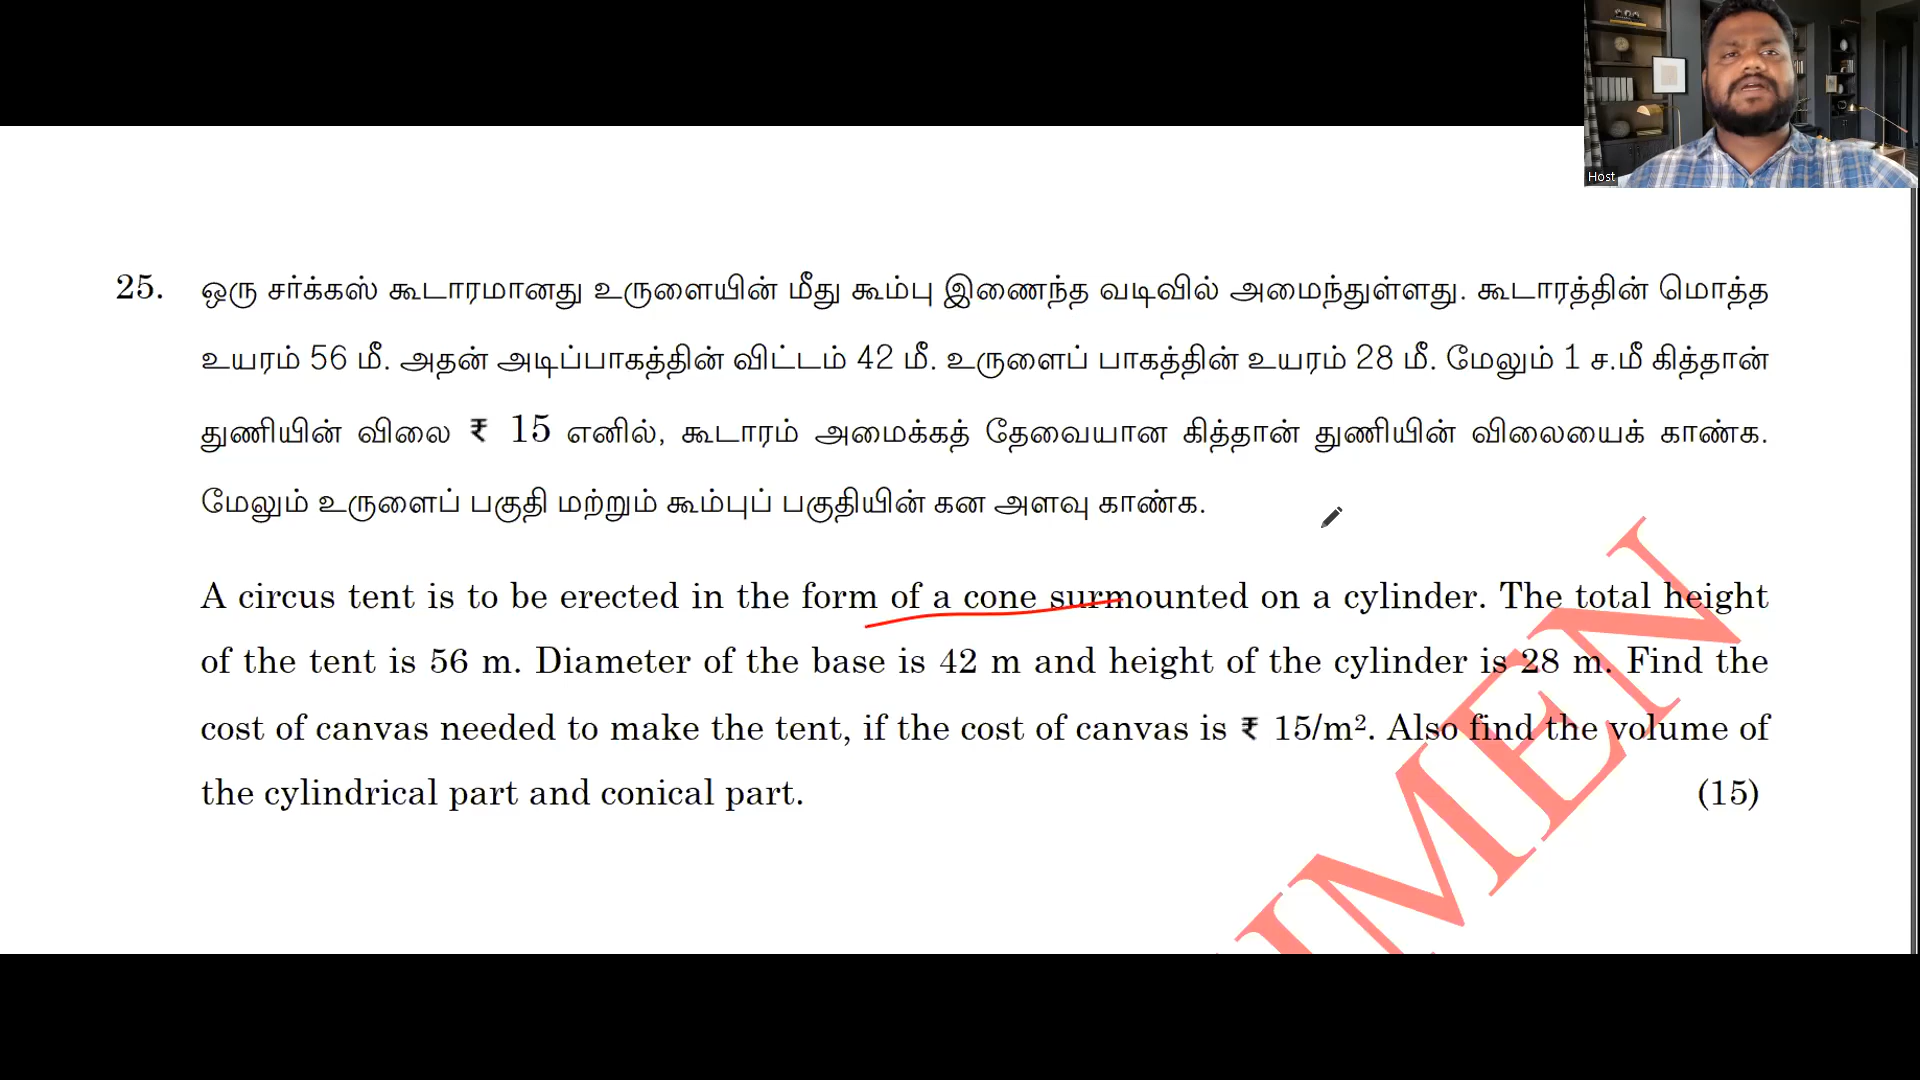 Host
25. ஒரு சர்க்கஸ் கூடாரமானது உருளையின் மீது கூம்பு இணைந்த வடிவில் அமைந்துள்ளது. கூடாரத்தின் மொத்த
உயரம் 56 மீ. அதன் அடிப்பாகத்தின் விட்டம் 42 மீ. உருளைப் பாகத்தின் உயரம் 28 மீ. மேலும் 1 ச.மீ கித்தான்
துணியின் விலை ₹ 15 எனில், கூடாரம் அமைக்கத் தேவையான கித்தான் துணியின் விலையைக் காண்க.
மேலும் உருளைப் பகுதி மற்றும் கூம்புப் பகுதியின் கன அளவு காண்க.
A circus tent is to be erected in the form of a cone surmounted on a cylinder. The total height
of the tent is 56 m. Diameter of the base is 42 m and height of the cylinder is 28 m. Find the
cost of canvas needed to make the tent, if the cost of canvas is ₹ 15/m². Also find the volume of
the cylindrical part and conical part. (15)
IMEN